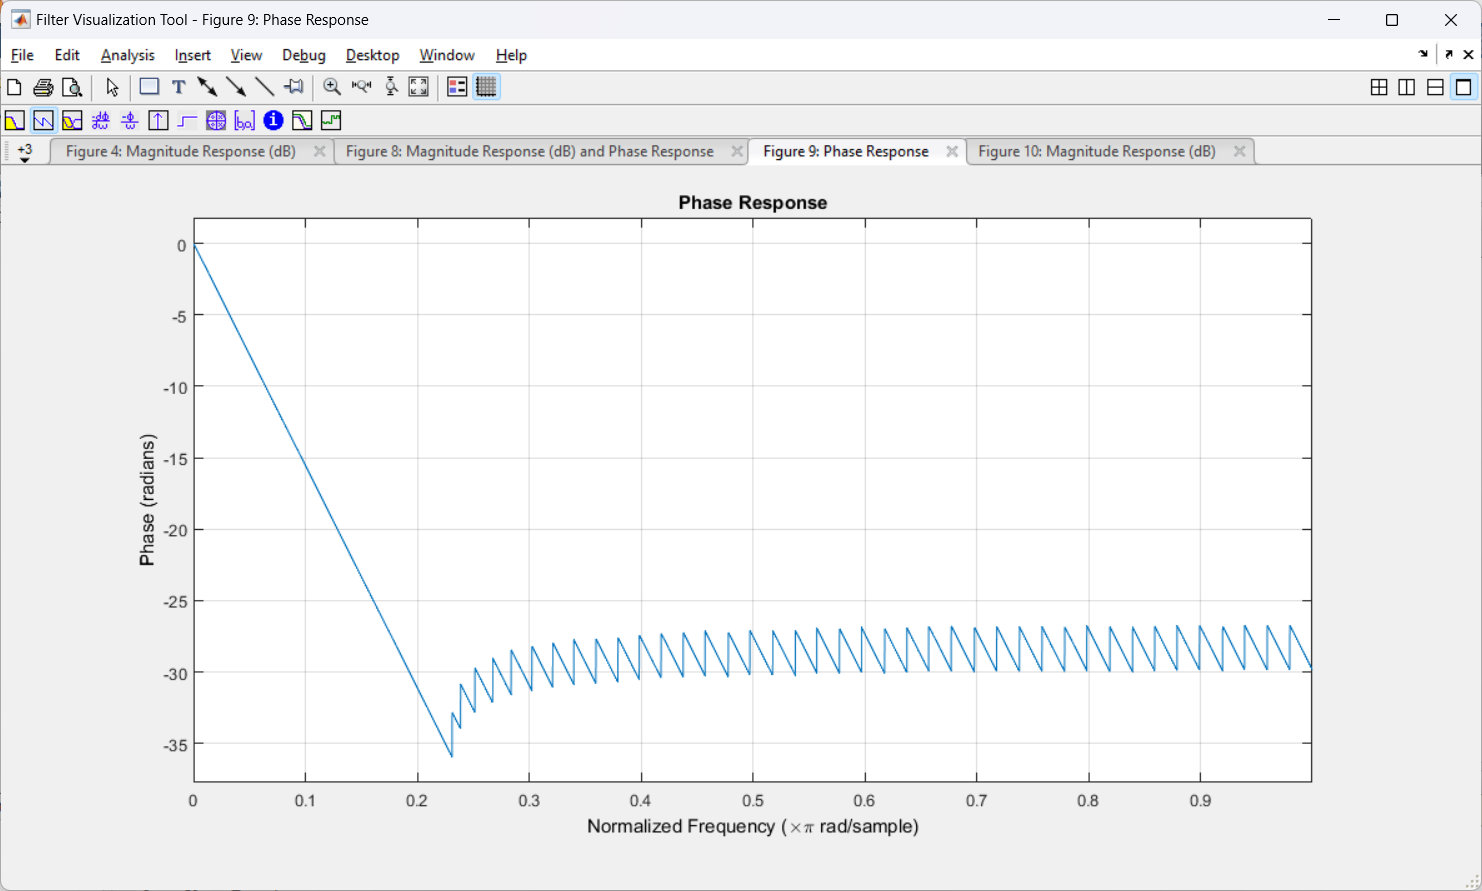 Filter Visualization Tool - Figure 9: Phase Response
File Edit Analysis Insert View Debug Desktop Window Help
+3 Figure 4: Magnitude Response (dB) Figure 8: Magnitude Response (dB) and Phase Response Figure 9: Phase Response Figure 10: Magnitude Response (dB)
Phase Response
0
-5
-10
-15
-20
-25
-30
-35
Phase (radians)
0 0.1 0.2 0.3 0.4 0.5 0.6 0.7 0.8 0.9
Normalized Frequency (×π rad/sample)